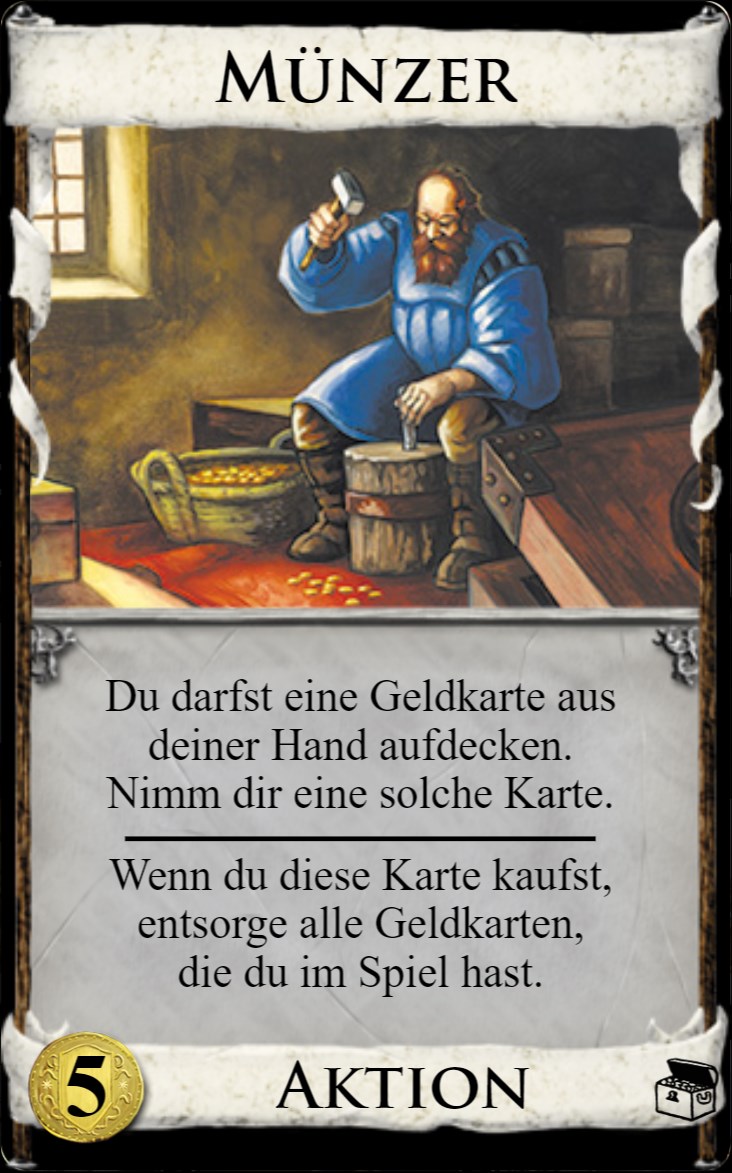 MÜNZER
Du darfst eine Geldkarte aus
deiner Hand aufdecken.
Nimm dir eine solche Karte.
Wenn du diese Karte kaufst,
entsorge alle Geldkarten,
die du im Spiel hast.
5
AKTION